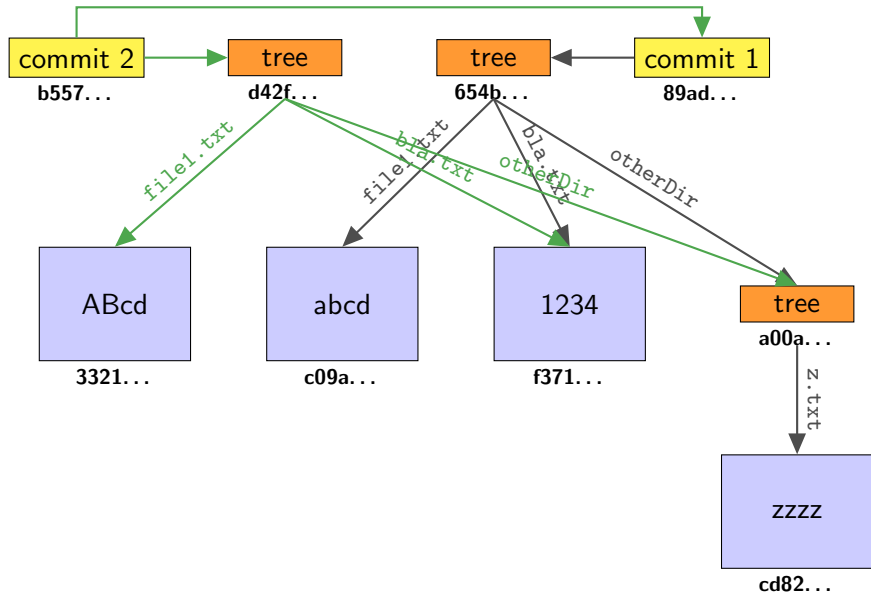 commit 2
tree
tree
commit 1
b557...
d42f...
654b...
89ad...
file1.txt
bla.txt
otherDir
file1.txt
bla.txt
otherDir
ABcd
abcd
1234
tree
3321...
c09a...
f371...
a00a...
z.txt
zzzz
cd82...